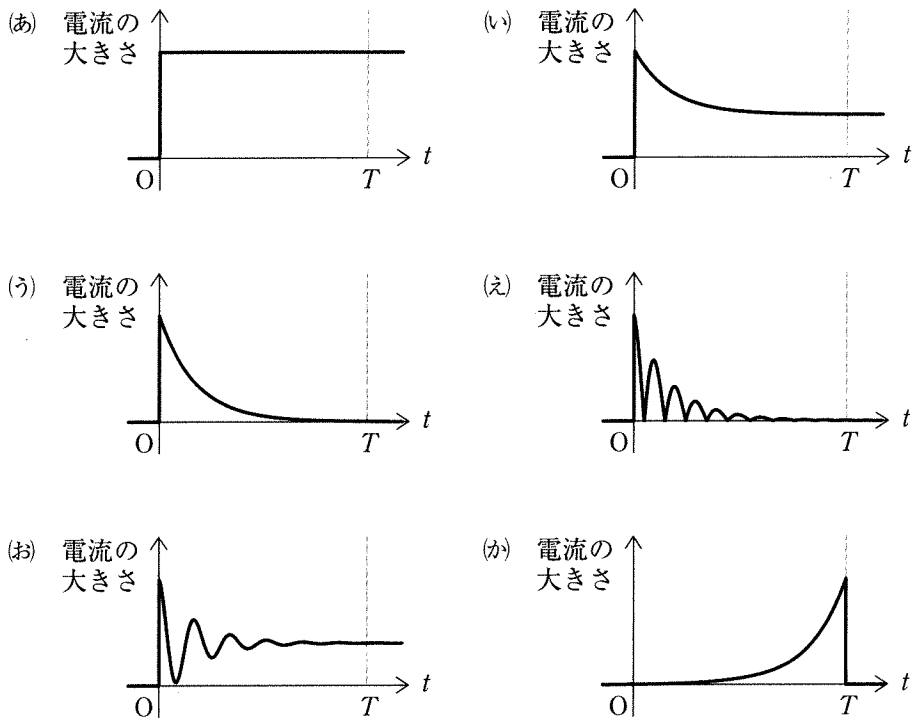 (あ) 電流の
大きさ
O T t
(い) 電流の
大きさ
O T t
(う) 電流の
大きさ
O T t
(え) 電流の
大きさ
O T t
(お) 電流の
大きさ
O T t
(か) 電流の
大きさ
O T t